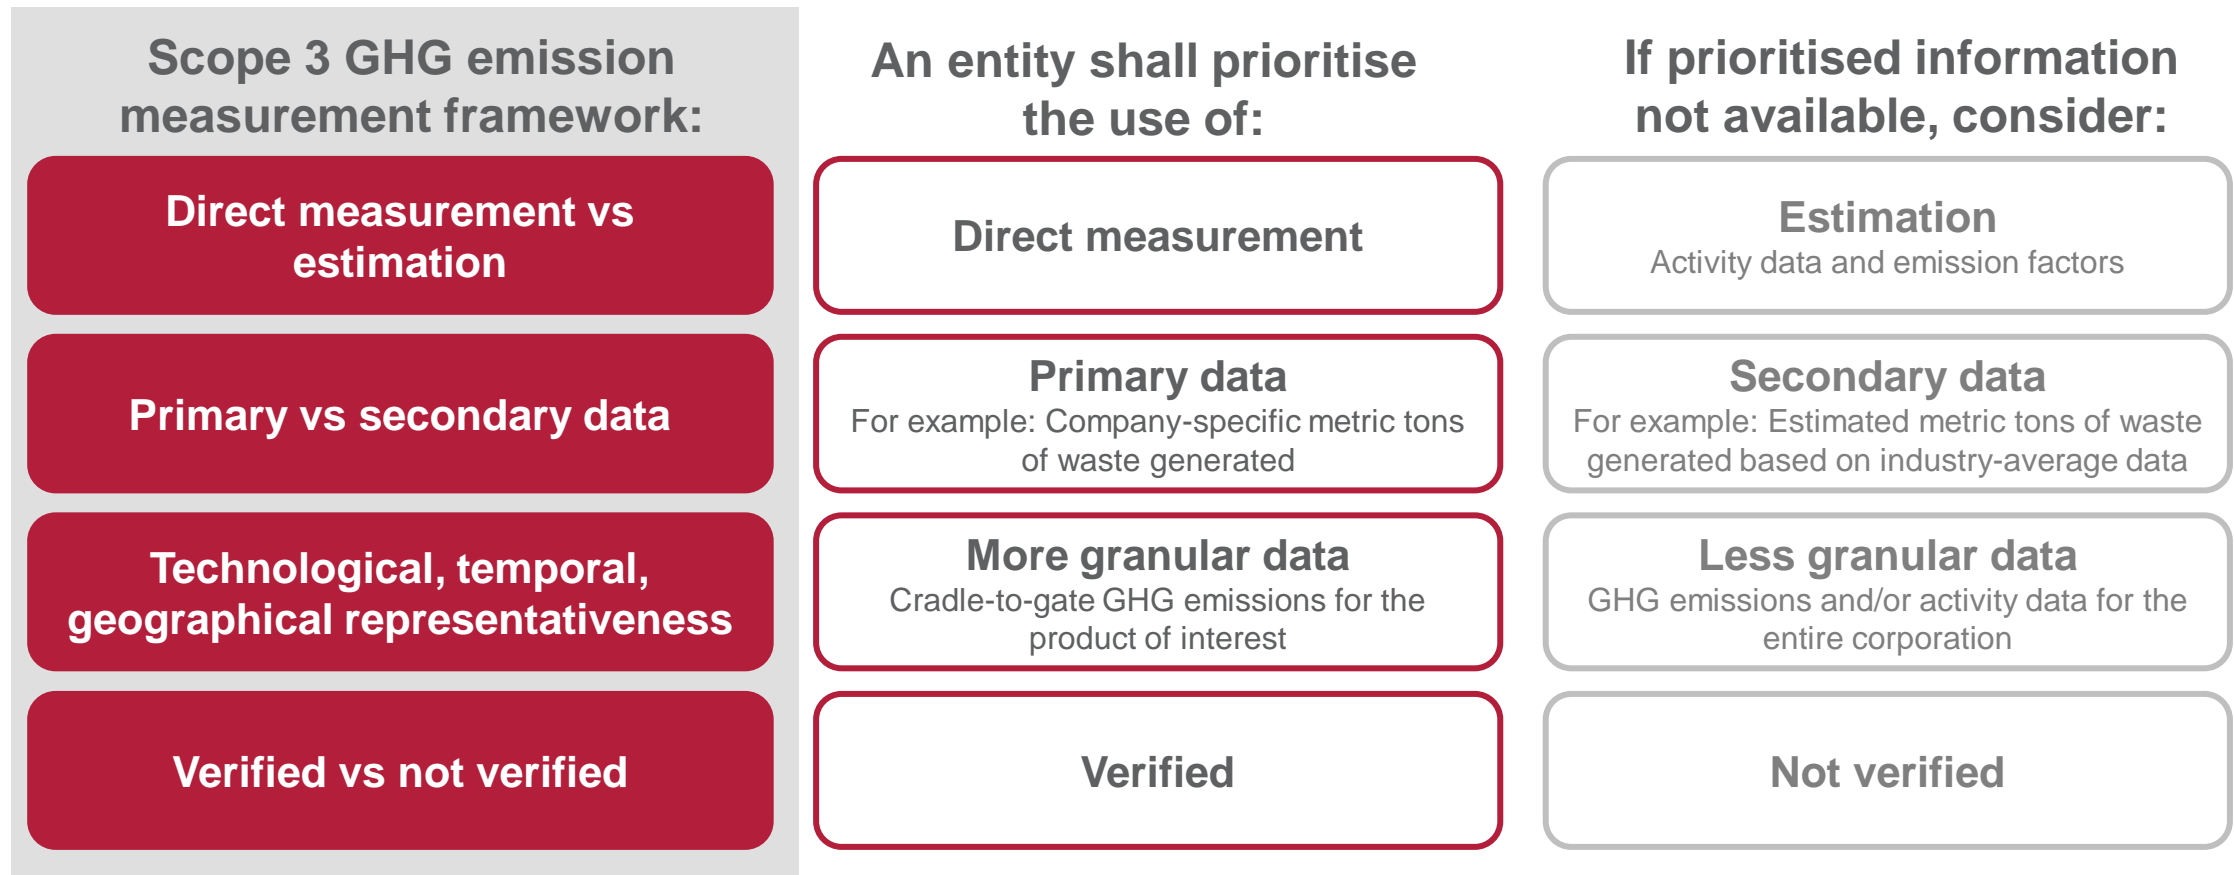 Scope 3 GHG emission
measurement framework:
An entity shall prioritise
the use of:
If prioritised information
not available, consider:
Direct measurement vs
estimation
Direct measurement
Estimation
Activity data and emission factors
Primary vs secondary data
Primary data
For example: Company-specific metric tons
of waste generated
Secondary data
For example: Estimated metric tons of waste
generated based on industry-average data
Technological, temporal,
geographical representativeness
More granular data
Cradle-to-gate GHG emissions for the
product of interest
Less granular data
GHG emissions and/or activity data for the
entire corporation
Verified vs not verified
Verified
Not verified